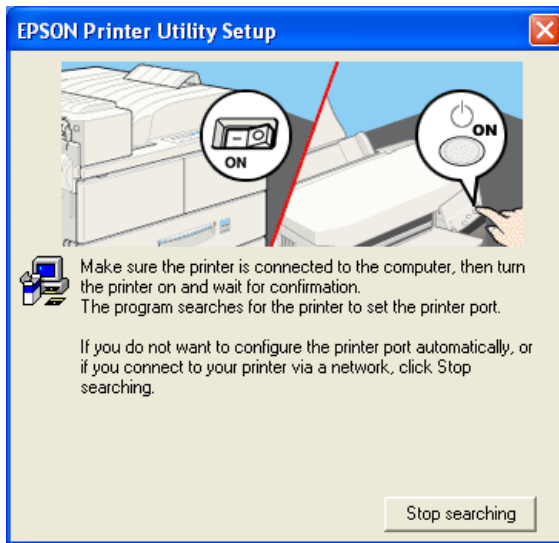 EPSON Printer Utility Setup
ON
ON
Make sure the printer is connected to the computer, then turn
the printer on and wait for confirmation.
The program searches for the printer to set the printer port.
If you do not want to configure the printer port automatically, or
if you connect to your printer via a network, click Stop
searching.
Stop searching